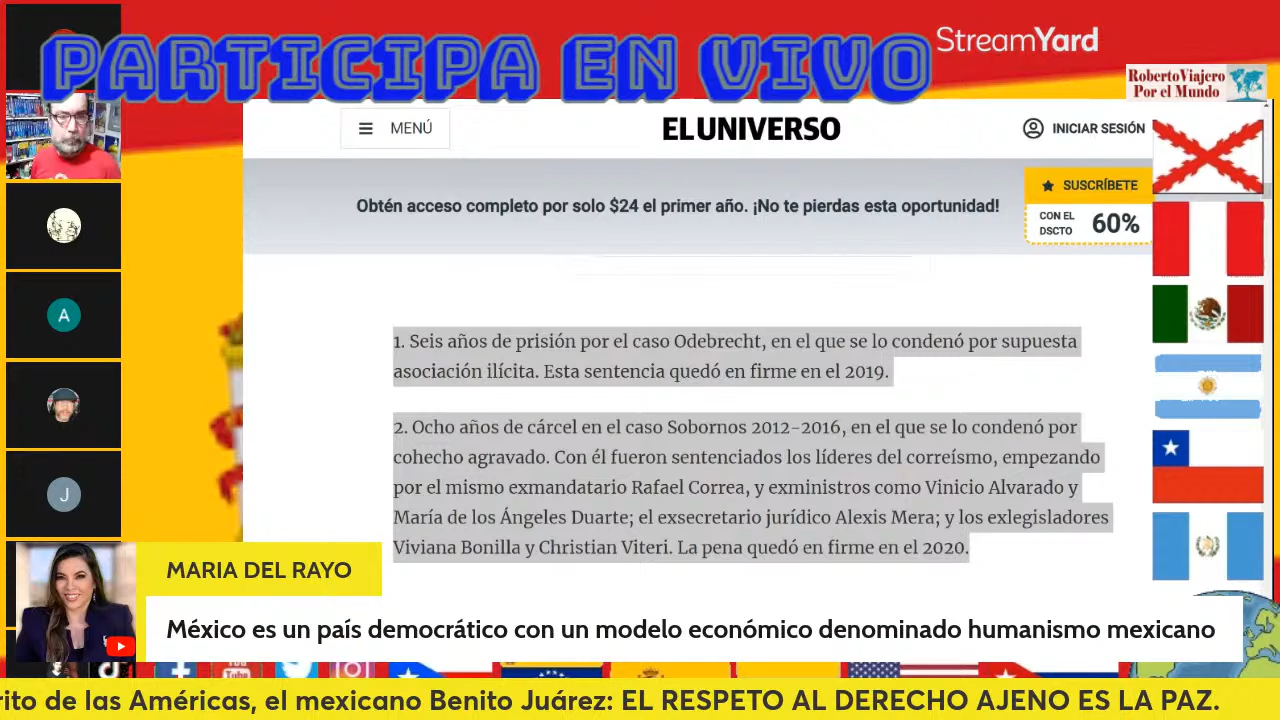 PARTICIPA EN VIVO
StreamYard
RobertoViajero
Por el Mundo
MENÚ
EL UNIVERSO
INICIAR SESIÓN
Obtén acceso completo por solo $24 el primer año. ¡No te pierdas esta oportunidad!
SUSCRÍBETE
CON EL
DSCTO
60%
1. Seis años de prisión por el caso Odebrecht, en el que se lo condenó por supuesta
asociación ilícita. Esta sentencia quedó en firme en el 2019.
2. Ocho años de cárcel en el caso Sobornos 2012-2016, en el que se lo condenó por
cohecho agravado. Con él fueron sentenciados los líderes del correísmo, empezando
por el mismo exmandatario Rafael Correa, y exministros como Vinicio Alvarado y
María de los Ángeles Duarte; el exsecretario jurídico Alexis Mera; y los exlegisladores
Viviana Bonilla y Christian Viteri. La pena quedó en firme en el 2020.
A
J
MARIA DEL RAYO
México es un país democrático con un modelo económico denominado humanismo mexicano
You
Tube
rito de las Américas, el mexicano Benito Juárez: EL RESPETO AL DERECHO AJENO ES LA PAZ.